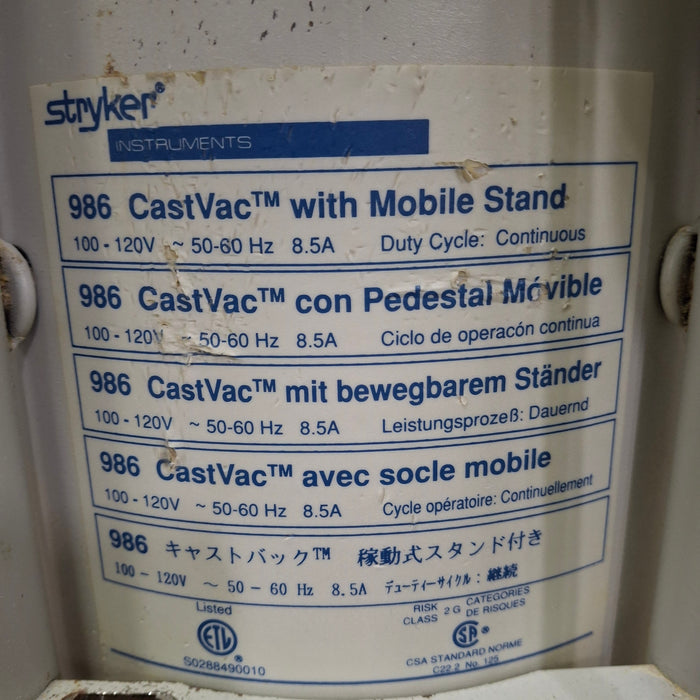 stryker®
INSTRUMENTS
986 CastVac™ with Mobile Stand
100 - 120V ~ 50-60 Hz 8.5A Duty Cycle: Continuous
986 CastVac™ con Pedestal Móvible
100 - 120V ~ 50-60 Hz 8.5A Ciclo de operacón continua
986 CastVac™ mit bewegbarem Ständer
100 - 120V ~ 50-60 Hz 8.5A Leistungsprozeß: Dauernd
986 CastVac™ avec socle mobile
100 - 120V ~ 50-60 Hz 8.5A Cycle opératoire: Continuellement
986 キャストバック™ 稼動式スタンド付き
100 - 120V ~ 50 - 60 Hz 8.5A デューティーサイクル: 継続
Listed
ETL
S0288490010
RISK 2 G CATEGORIES
CLASS DE RISQUES
SA®
CSA STANDARD NORME
C22.2 No. 125